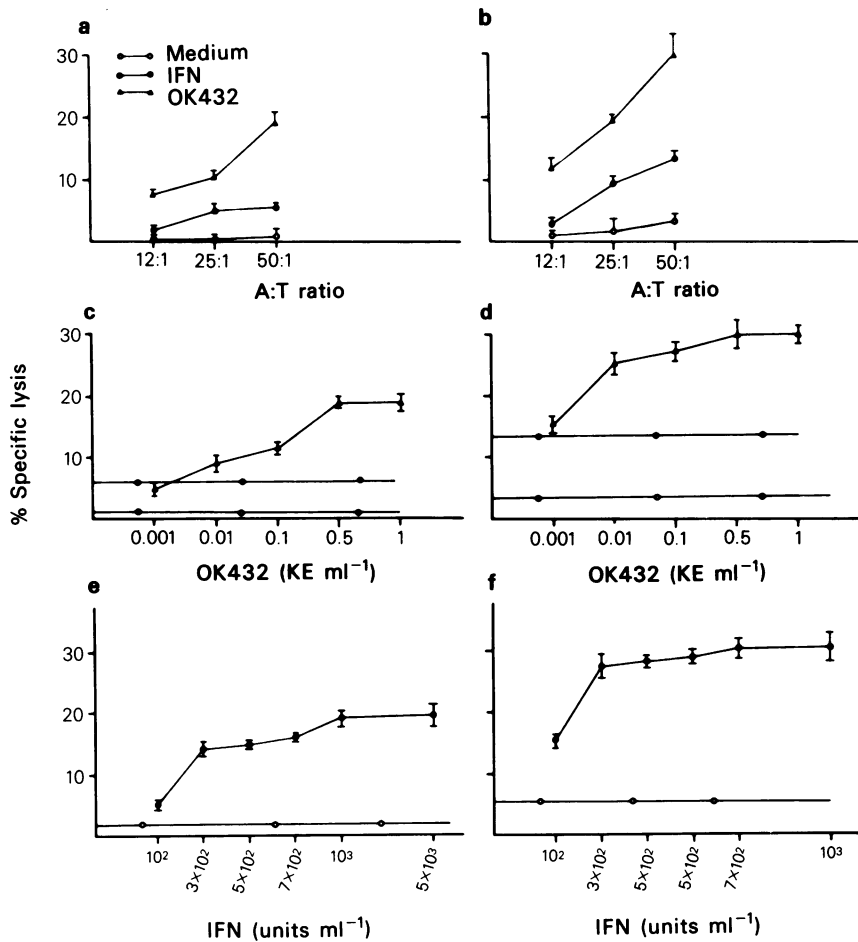 a
b
Medium
IFN
OK432
30
20
10
12:1 25:1 50:1
A:T ratio
12:1 25:1 50:1
A:T ratio
% Specific lysis
c
d
30
20
10
0.001 0.01 0.1 0.5 1
OK432 (KE ml⁻¹)
0.001 0.01 0.1 0.5 1
OK432 (KE ml⁻¹)
e
f
30
20
10
10² 3×10² 5×10² 7×10² 10³ 5×10³
IFN (units ml⁻¹)
10² 3×10² 5×10² 5×10² 7×10² 10³
IFN (units ml⁻¹)